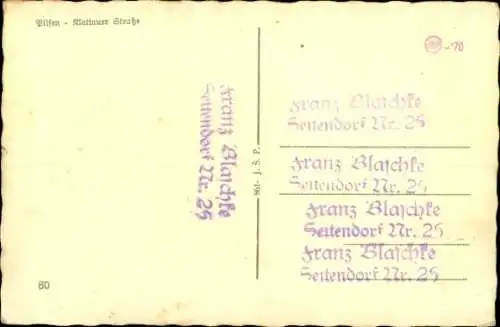 Pilsen - Klattauer Straße
-.70
Franz Blaschke
Seitendorf Nr. 25
Franz Blaschke
Seitendorf Nr. 25
Franz Blaschke
Seitendorf Nr. 25
Franz Blaschke
Seitendorf Nr. 25
Franz Blaschke
Seitendorf Nr. 25
J. S. P.
80